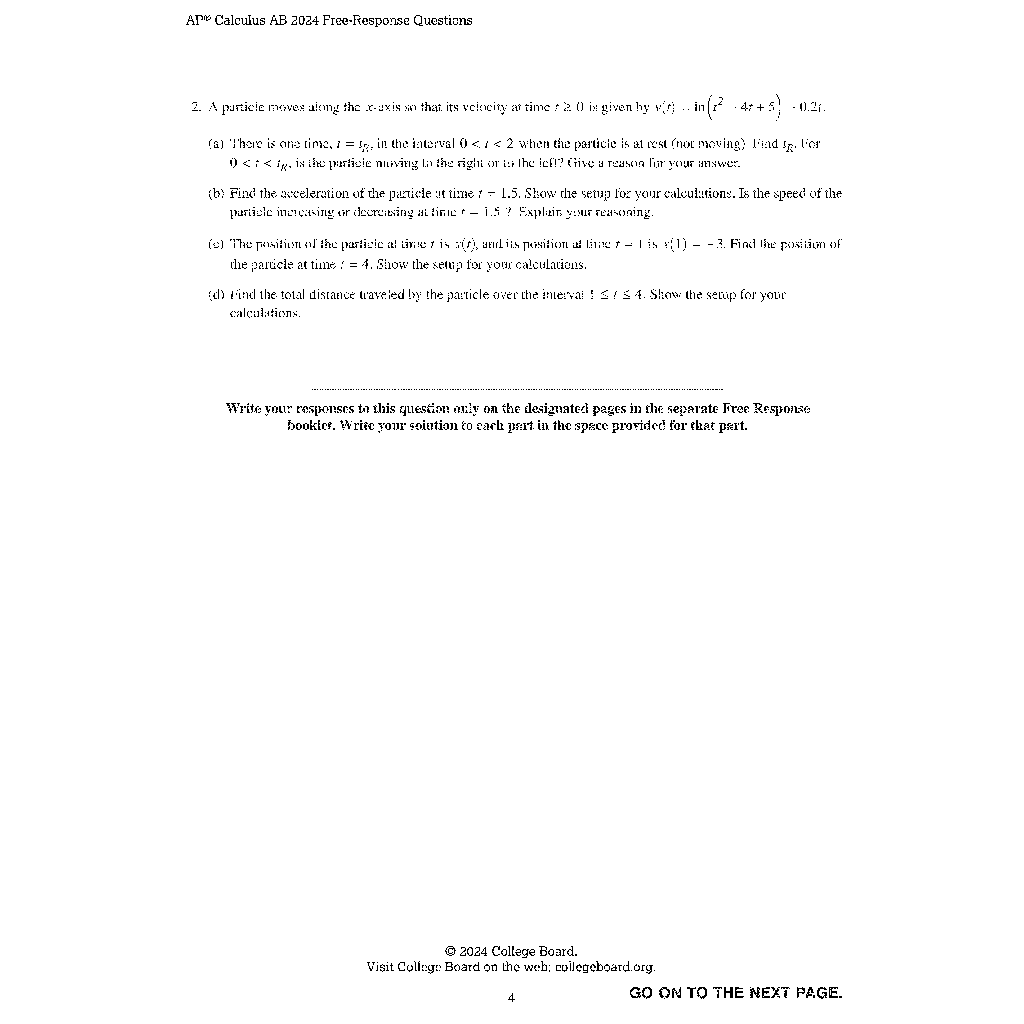 AP® Calculus AB 2024 Free-Response Questions
2. A particle moves along the x-axis so that its velocity at time t ≥ 0 is given by v(t) = ln(t² − 4t + 5) − 0.2t.
(a) There is one time, t = t_R, in the interval 0 < t < 2 when the particle is at rest (not moving). Find t_R. For
0 < t < t_R, is the particle moving to the right or to the left? Give a reason for your answer.
(b) Find the acceleration of the particle at time t = 1.5. Show the setup for your calculations. Is the speed of the
particle increasing or decreasing at time t = 1.5 ? Explain your reasoning.
(c) The position of the particle at time t is x(t), and its position at time t = 1 is x(1) = −3. Find the position of
the particle at time t = 4. Show the setup for your calculations.
(d) Find the total distance traveled by the particle over the interval 1 ≤ t ≤ 4. Show the setup for your
calculations.
Write your responses to this question only on the designated pages in the separate Free Response
booklet. Write your solution to each part in the space provided for that part.
© 2024 College Board.
Visit College Board on the web: collegeboard.org.
GO ON TO THE NEXT PAGE.
4